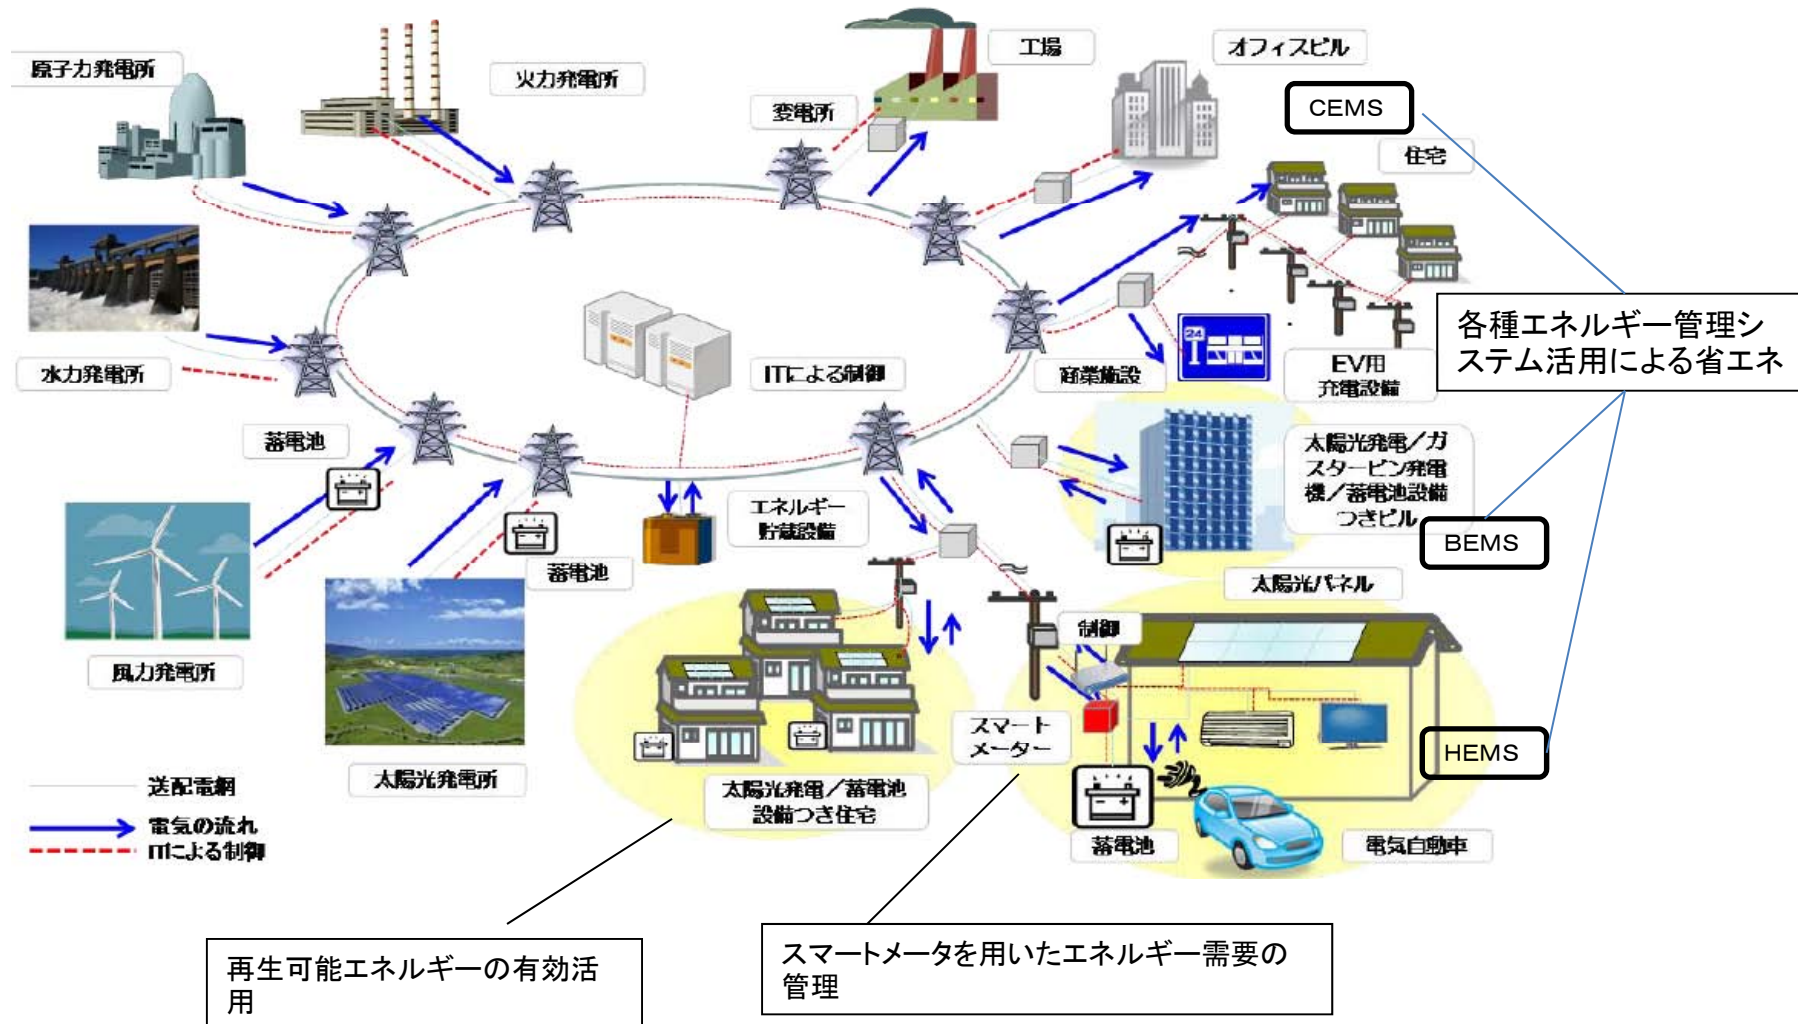 原子力発電所
火力発電所
工場
オフィスビル
変電所
CEMS
住宅
水力発電所
ITによる制御
商業施設
24
EV用
充電設備
各種エネルギー管理シ
ステム活用による省エネ
蓄電池
太陽光発電／ガ
スタービン発電
機／蓄電池設備
つきビル
エネルギー
貯蔵設備
蓄電池
BEMS
太陽光パネル
制御
風力発電所
スマート
メーター
HEMS
太陽光発電所
太陽光発電／蓄電池
設備つき住宅
蓄電池
電気自動車
送配電網
電気の流れ
ITによる制御
再生可能エネルギーの有効活
用
スマートメータを用いたエネルギー需要の
管理